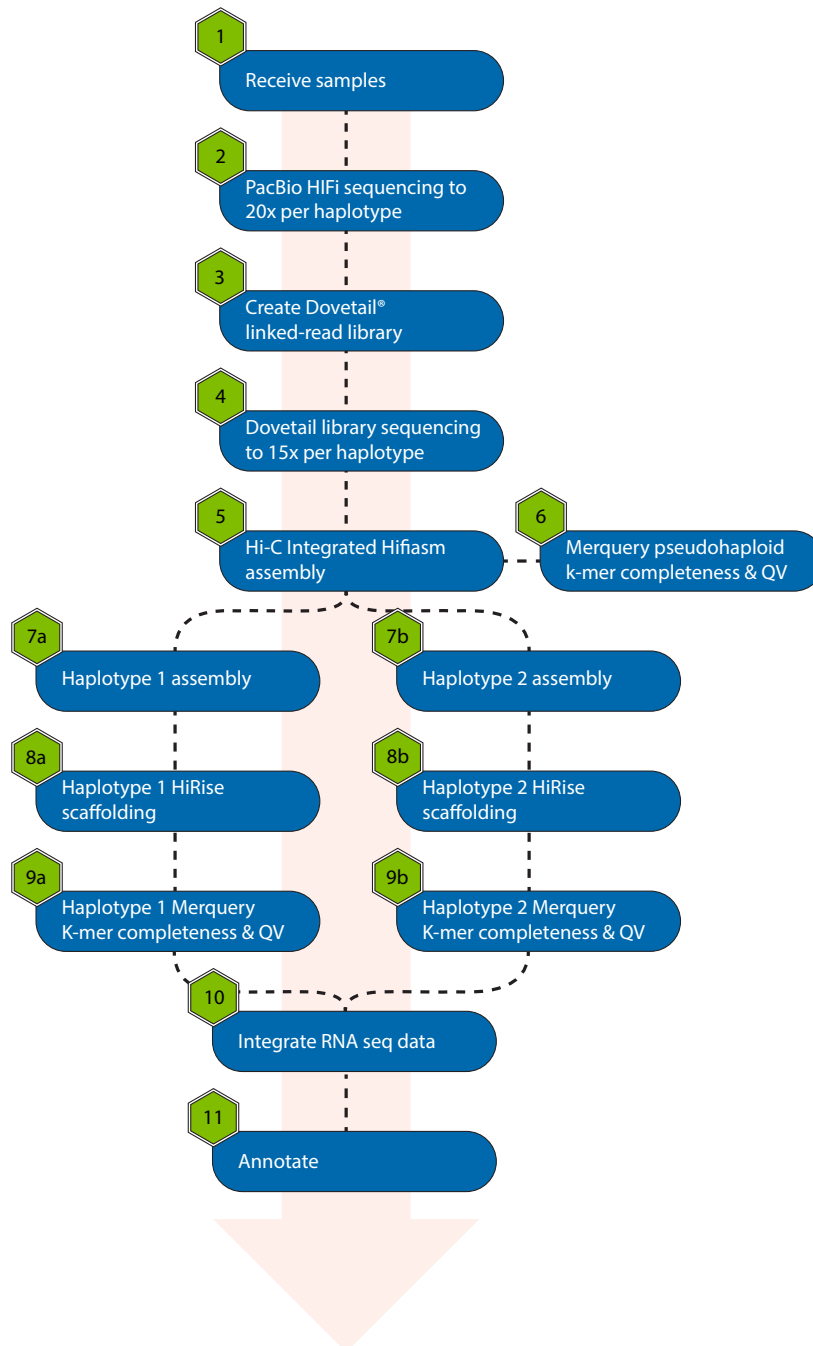 1
Receive samples
2
PacBio HIFi sequencing to
20x per haplotype
3
Create Dovetail®
linked-read library
4
Dovetail library sequencing
to 15x per haplotype
5
Hi-C Integrated Hifiasm
assembly
6
Merquery pseudohaploid
k-mer completeness & QV
7a
Haplotype 1 assembly
7b
Haplotype 2 assembly
8a
Haplotype 1 HiRise
scaffolding
8b
Haplotype 2 HiRise
scaffolding
9a
Haplotype 1 Merquery
K-mer completeness & QV
9b
Haplotype 2 Merquery
K-mer completeness & QV
10
Integrate RNA seq data
11
Annotate